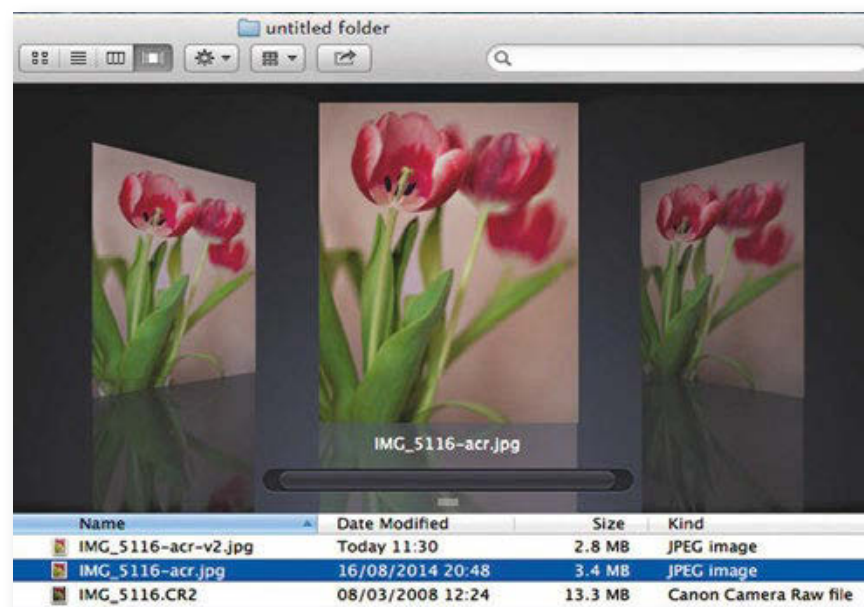 untitled folder
IMG_5116-acr.jpg
Name Date Modified Size Kind
IMG_5116-acr-v2.jpg Today 11:30 2.8 MB JPEG image
IMG_5116-acr.jpg 16/08/2014 20:48 3.4 MB JPEG image
IMG_5116.CR2 08/03/2008 12:24 13.3 MB Canon Camera Raw file